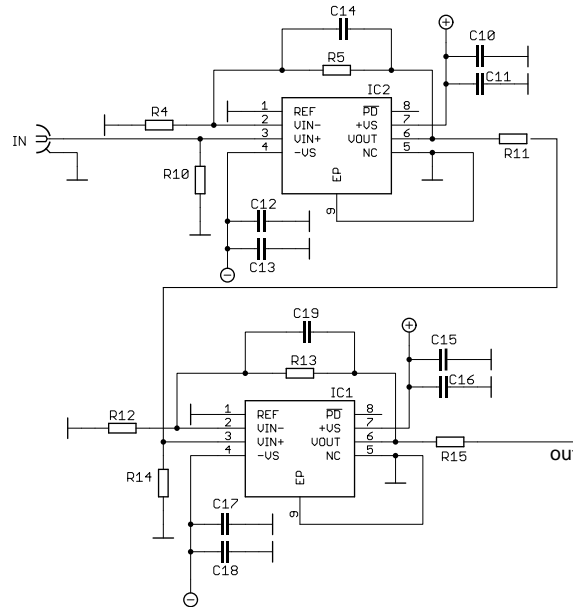 C14
C10
R5
C11
IC2
R4
1 REF P̅D̅ 8
2 VIN- +VS 7
IN
3 VIN+ VOUT 6
R11
4 -VS NC 5
R10
EP
9
C12
C13
C19
C15
R13
C16
IC1
R12
1 REF P̅D̅ 8
2 VIN- +VS 7
3 VIN+ VOUT 6
R15
out
4 -VS NC 5
R14
EP
9
C17
C18